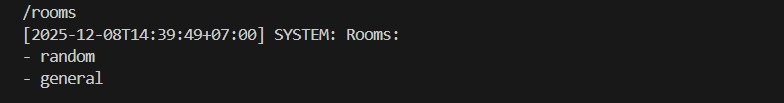 /rooms
[2025-12-08T14:39:49+07:00] SYSTEM: Rooms:
- random
- general